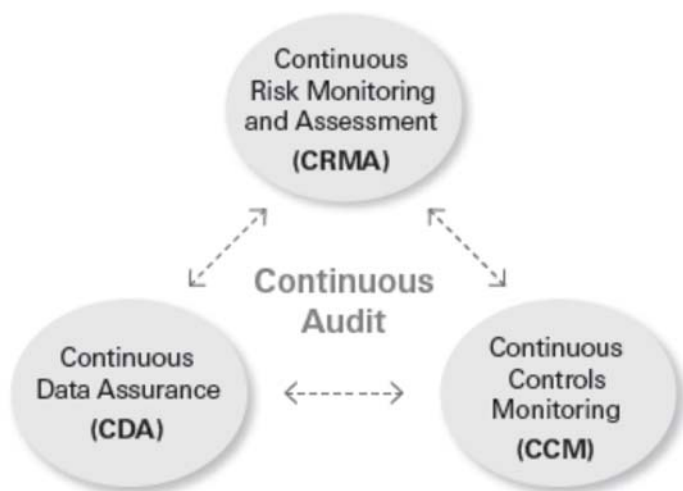 Continuous
Risk Monitoring
and Assessment
(CRMA)
Continuous
Audit
Continuous
Data Assurance
(CDA)
Continuous
Controls
Monitoring
(CCM)